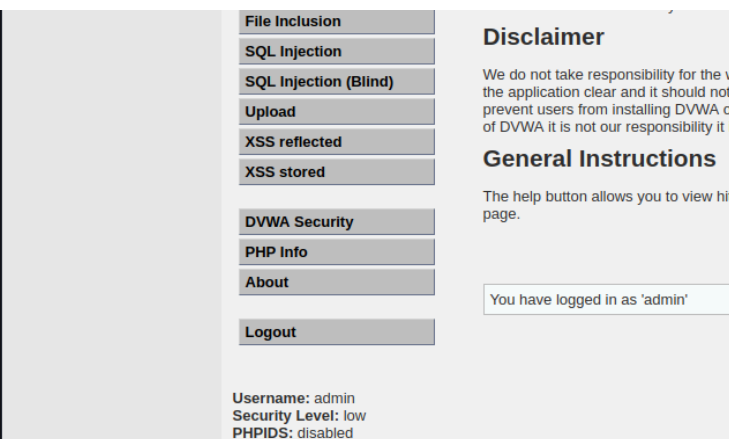 File Inclusion
SQL Injection
SQL Injection (Blind)
Upload
XSS reflected
XSS stored
DVWA Security
PHP Info
About
Logout
Username: admin
Security Level: low
PHPIDS: disabled
Disclaimer
We do not take responsibility for the
the application clear and it should not
prevent users from installing DVWA
of DVWA it is not our responsibility it
General Instructions
The help button allows you to view
page.
You have logged in as 'admin'